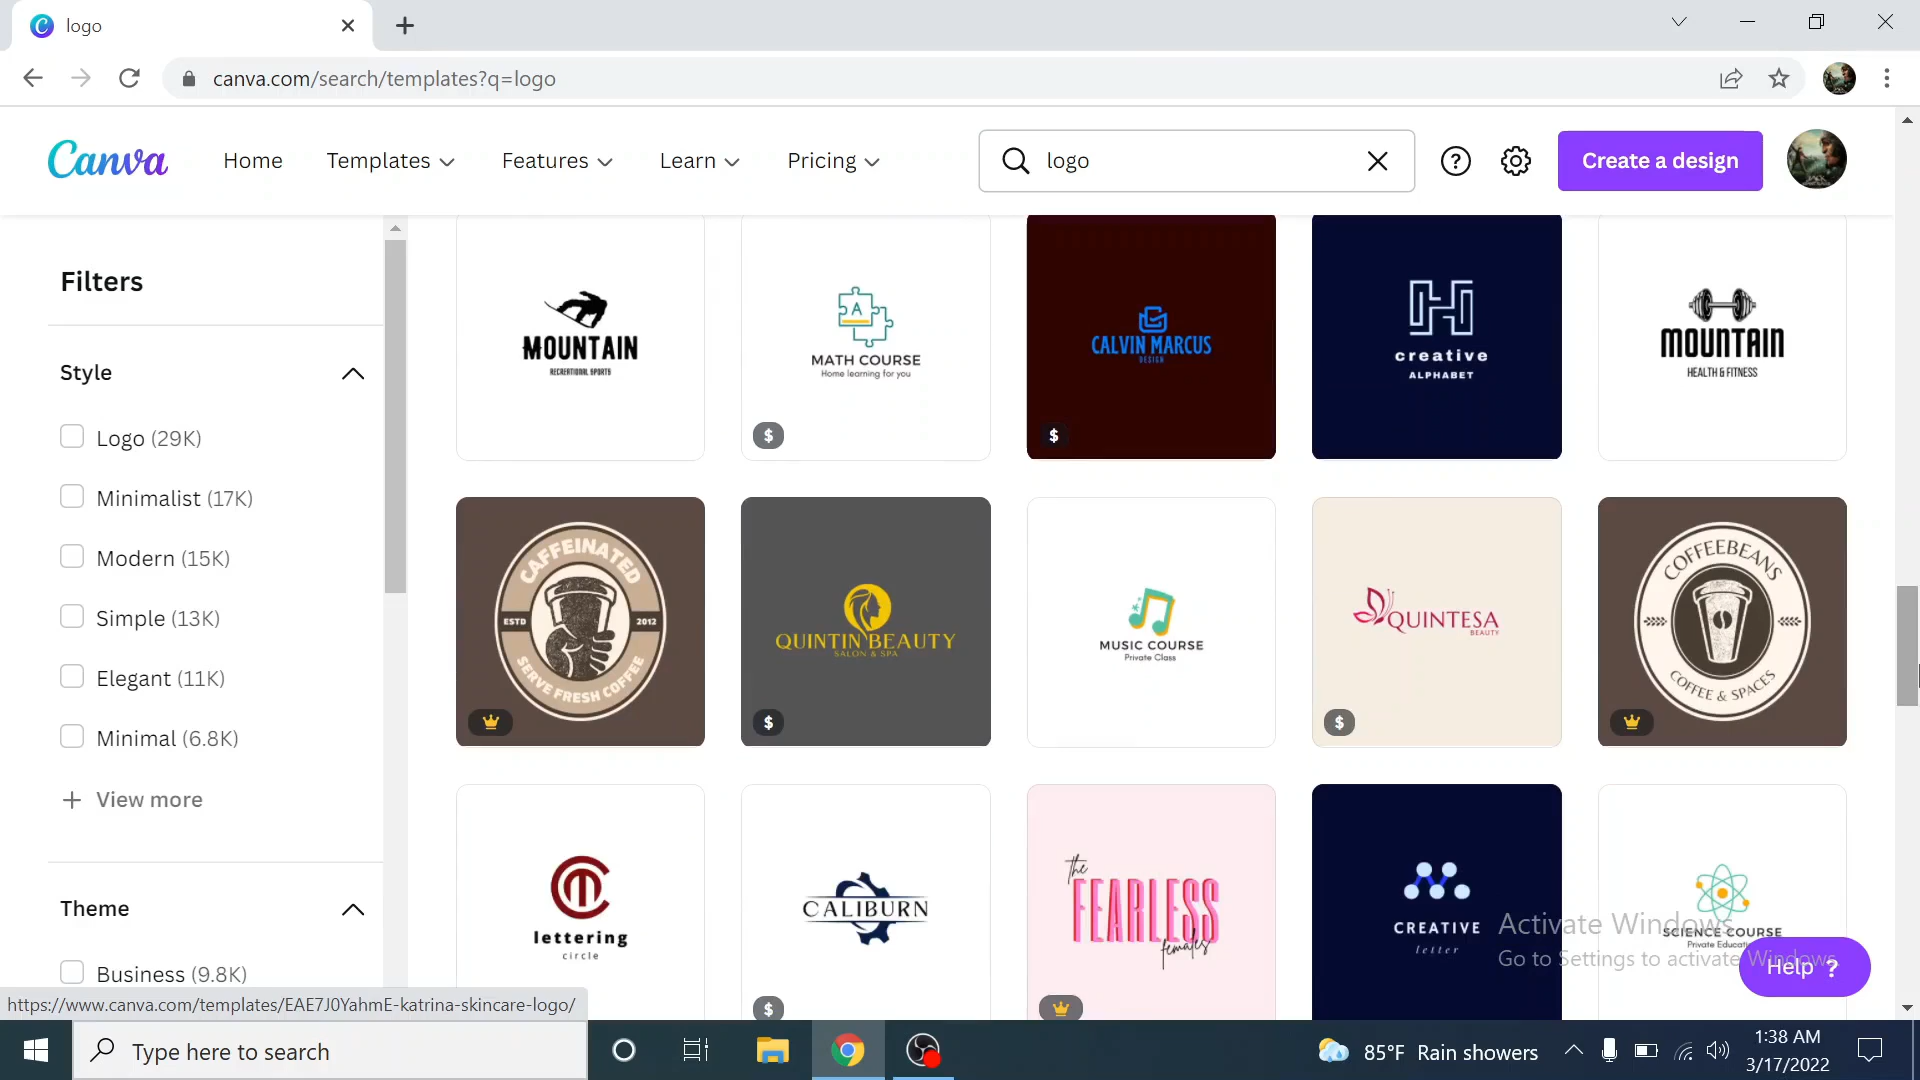 logo
canva.com/search/templates?q=logo
Canva
Home
Templates
Features
Learn
Pricing
logo
Create a design
Filters
Style
Logo (29K)
Minimalist (17K)
Modern (15K)
Simple (13K)
Elegant (11K)
Minimal (6.8K)
+ View more
Theme
Business (9.8K)
MOUNTAIN
RECREATIONAL SPORTS
A
MATH COURSE
Home learning for you
$
CALVIN MARCUS
DESIGN
$
H
creative
ALPHABET
MOUNTAIN
HEALTH & FITNESS
CAFFEINATED
ESTD
2012
SERVE FRESH COFFEE
QUINTIN BEAUTY
SALON & SPA
$
MUSIC COURSE
Private Class
QUINTESA
BEAUTY
$
COFFEEBEANS
COFFEE & SPACES
lettering
circle
CALIBURN
$
the
FEARLESS
females
CREATIVE
letter
SCIENCE COURSE
Private Educatio
Activate Windows
Go to Settings to activate Windows.
Help ?
https://www.canva.com/templates/EAE7J0YahmE-katrina-skincare-logo/
Type here to search
85°F Rain showers
1:38 AM
3/17/2022